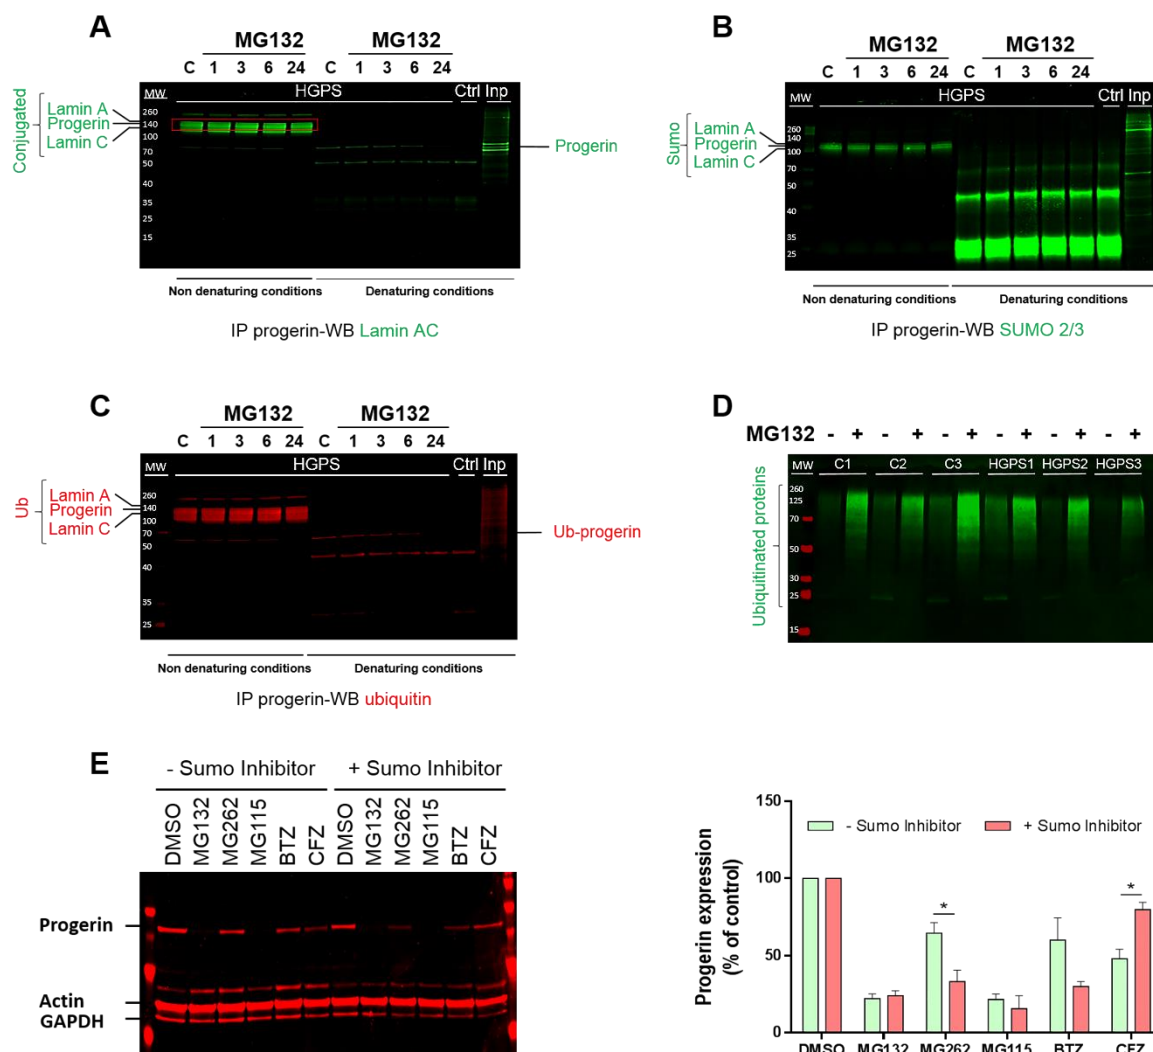 A
MG132 MG132
C 1 3 6 24 C 1 3 6 24
MW HGPS Ctrl Inp
Conjugated
Lamin A
Progerin
Lamin C
260
140
100
70
50
40
35
25
15
Progerin
Non denaturing conditions Denaturing conditions
IP progerin-WB Lamin AC
B
MG132 MG132
C 1 3 6 24 C 1 3 6 24
MW HGPS Ctrl Inp
Sumo
Lamin A
Progerin
Lamin C
260
140
100
70
50
40
35
25
Non denaturing conditions Denaturing conditions
IP progerin-WB SUMO 2/3
C
MG132 MG132
C 1 3 6 24 C 1 3 6 24
MW HGPS Ctrl Inp
Ub
Lamin A
Progerin
Lamin C
260
140
100
70
50
40
35
25
Ub-progerin
Non denaturing conditions Denaturing conditions
IP progerin-WB ubiquitin
D
MG132 - + - + - + - + - + - +
MW C1 C2 C3 HGPS1 HGPS2 HGPS3
Ubiquitinated proteins
260
125
70
50
30
25
15
E
- Sumo Inhibitor + Sumo Inhibitor
DMSO MG132 MG262 MG115 BTZ CFZ DMSO MG132 MG262 MG115 BTZ CFZ
Progerin
Actin
GAPDH
Progerin expression
(% of control)
150
100
50
0
- Sumo Inhibitor + Sumo Inhibitor
* *
DMSO MG132 MG262 MG115 BTZ CFZ